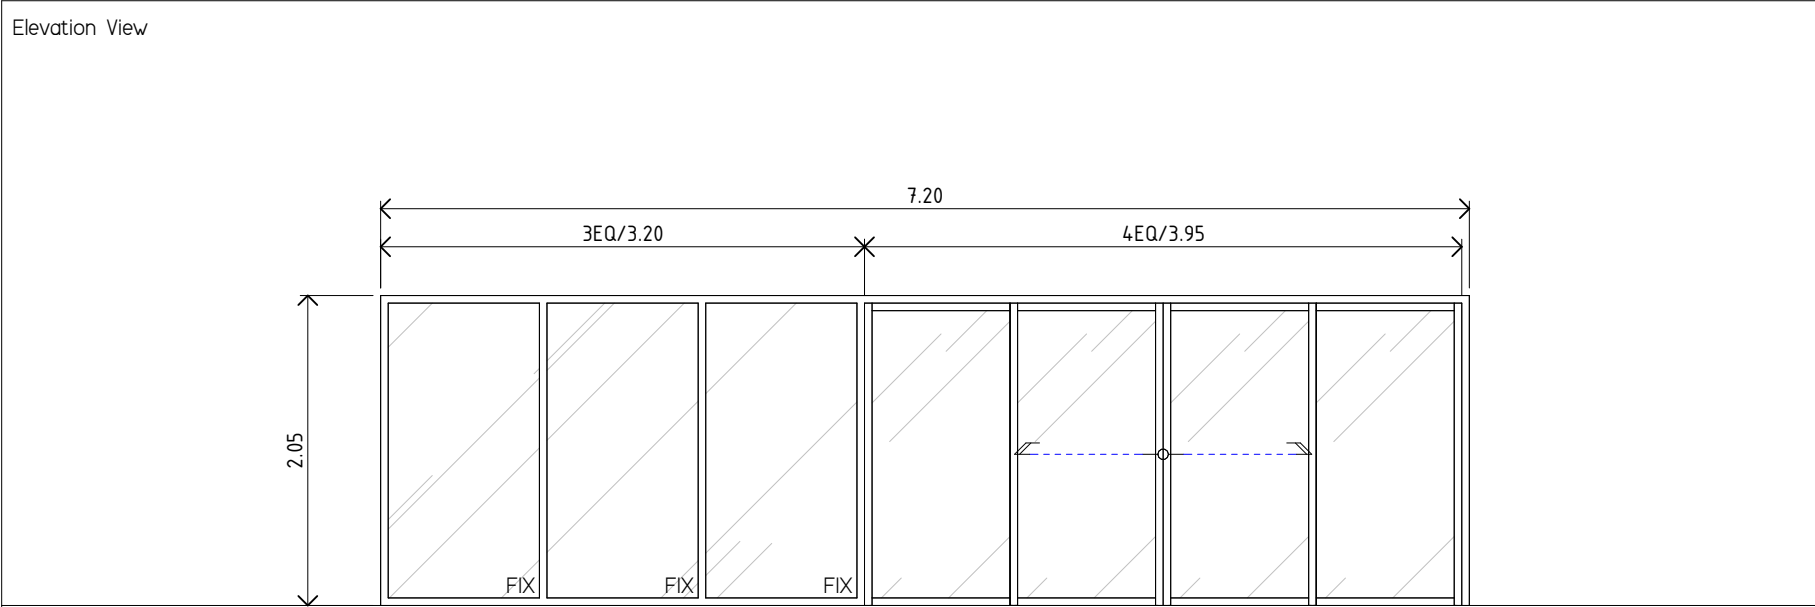 Elevation View
7.20
3EQ/3.20
4EQ/3.95
2.05
FIX
FIX
FIX